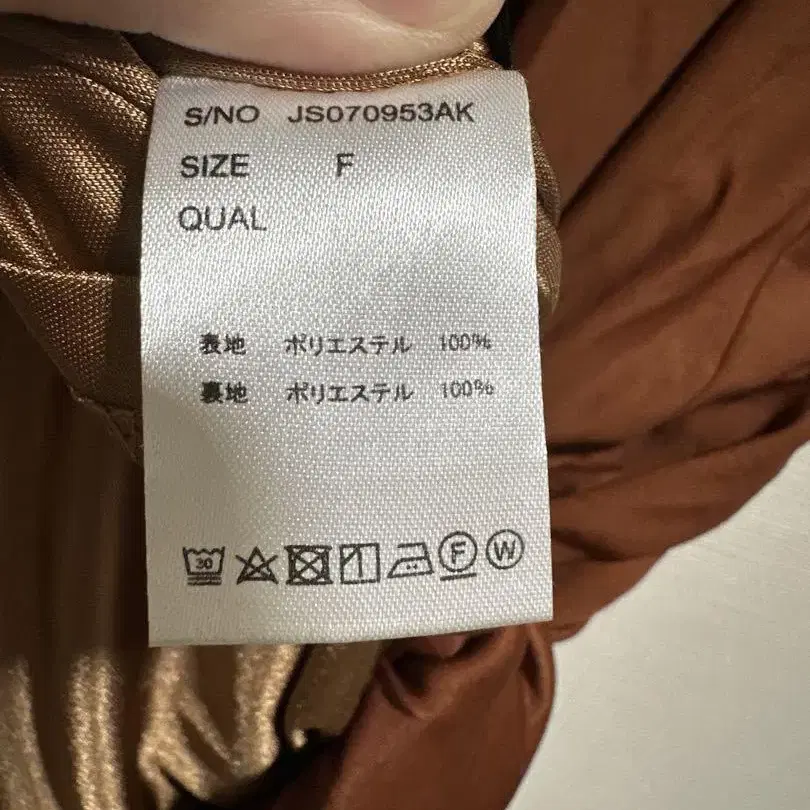 S/NO JS070953AK
SIZE F
QUAL
表地 ポリエステル 100%
裏地 ポリエステル 100%
30 F W